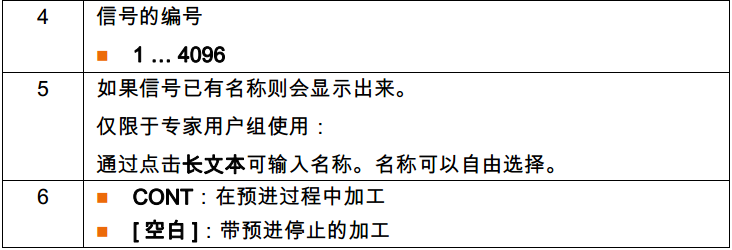 4 信号的编号
■ 1 … 4096
5 如果信号已有名称则会显示出来。
仅限于专家用户组使用：
通过点击长文本可输入名称。名称可以自由选择。
6 ■ CONT：在预进过程中加工
■ [ 空白 ]：带预进停止的加工